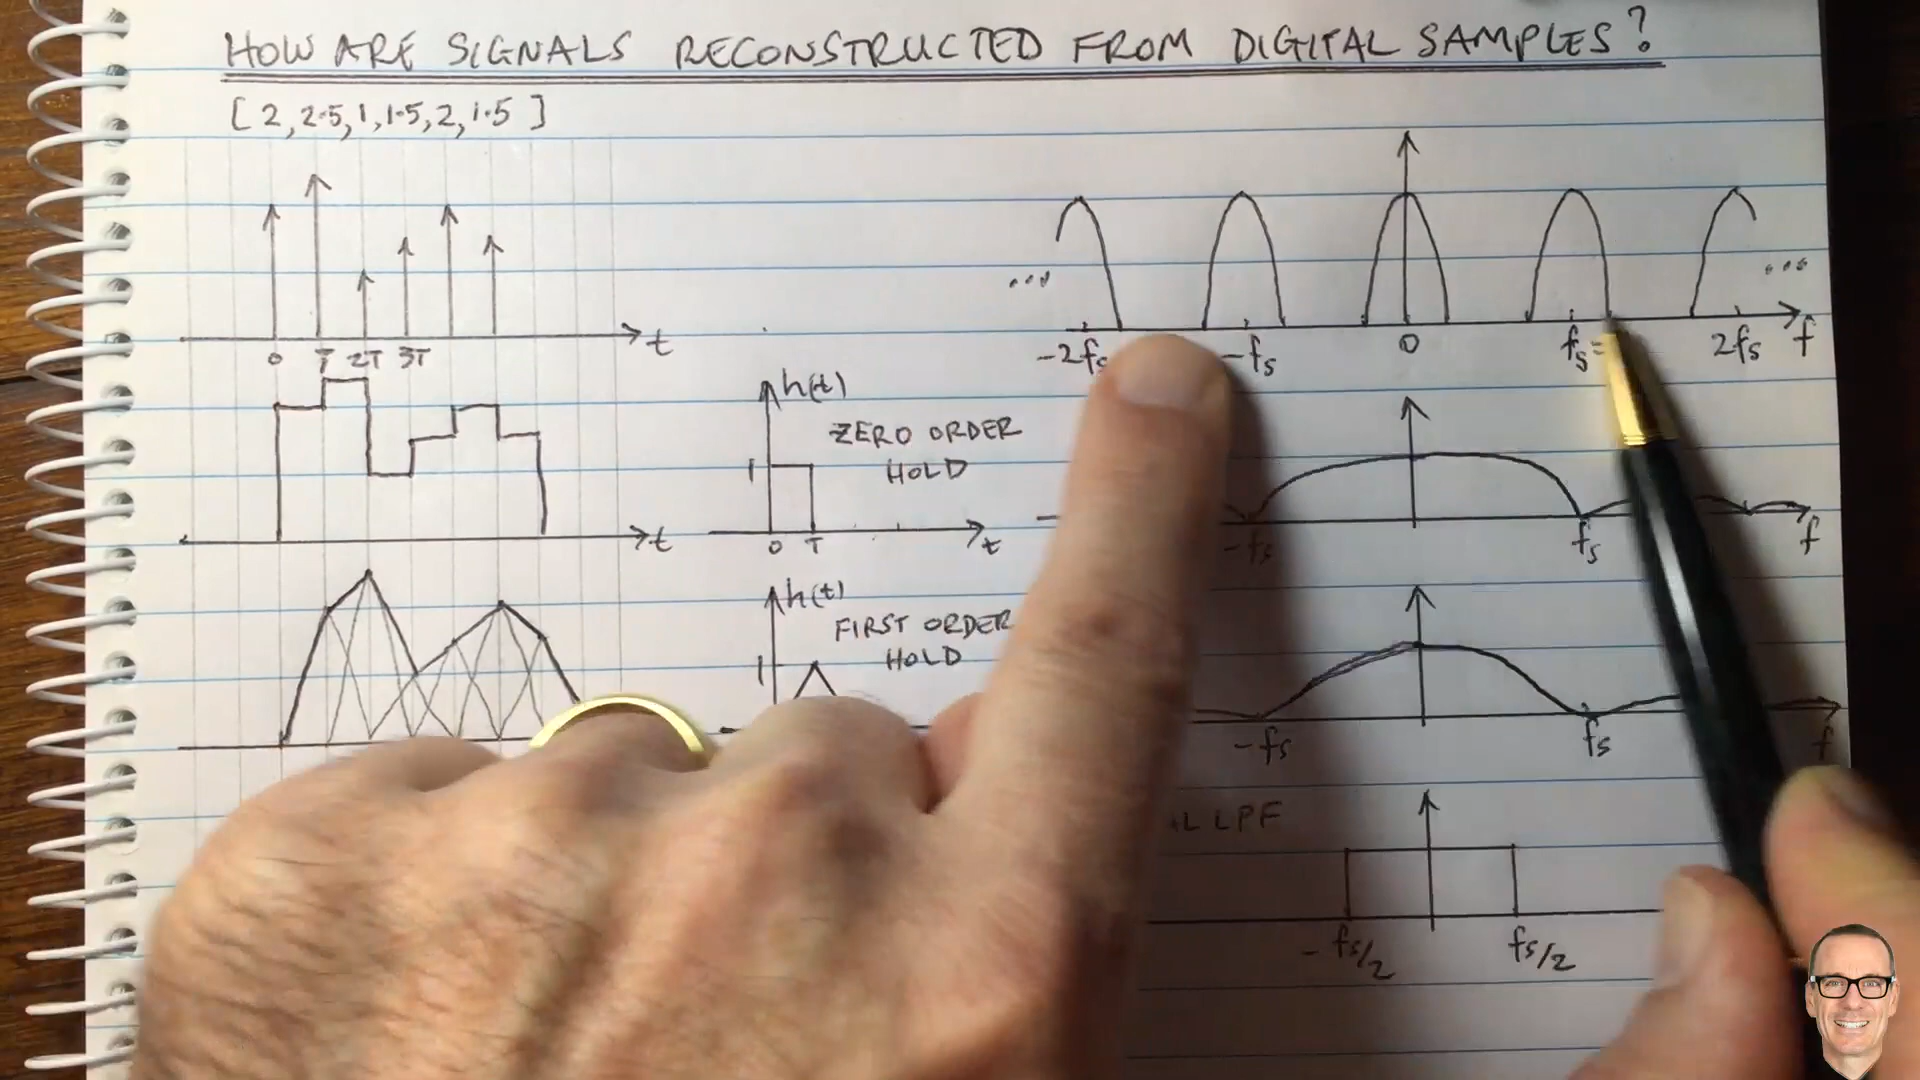 HOW ARE SIGNALS RECONSTRUCTED FROM DIGITAL SAMPLES?
[ 2, 2.5, 1, 1.5, 2, 1.5 ]
t
0 T 2T 3T
-2fs -fs 0 fs= 2fs f
h(t)
ZERO ORDER
HOLD
1
t
0 T t
-fs fs f
h(t)
FIRST ORDER
HOLD
1
-fs fs f
LPF
-fs/2 fs/2